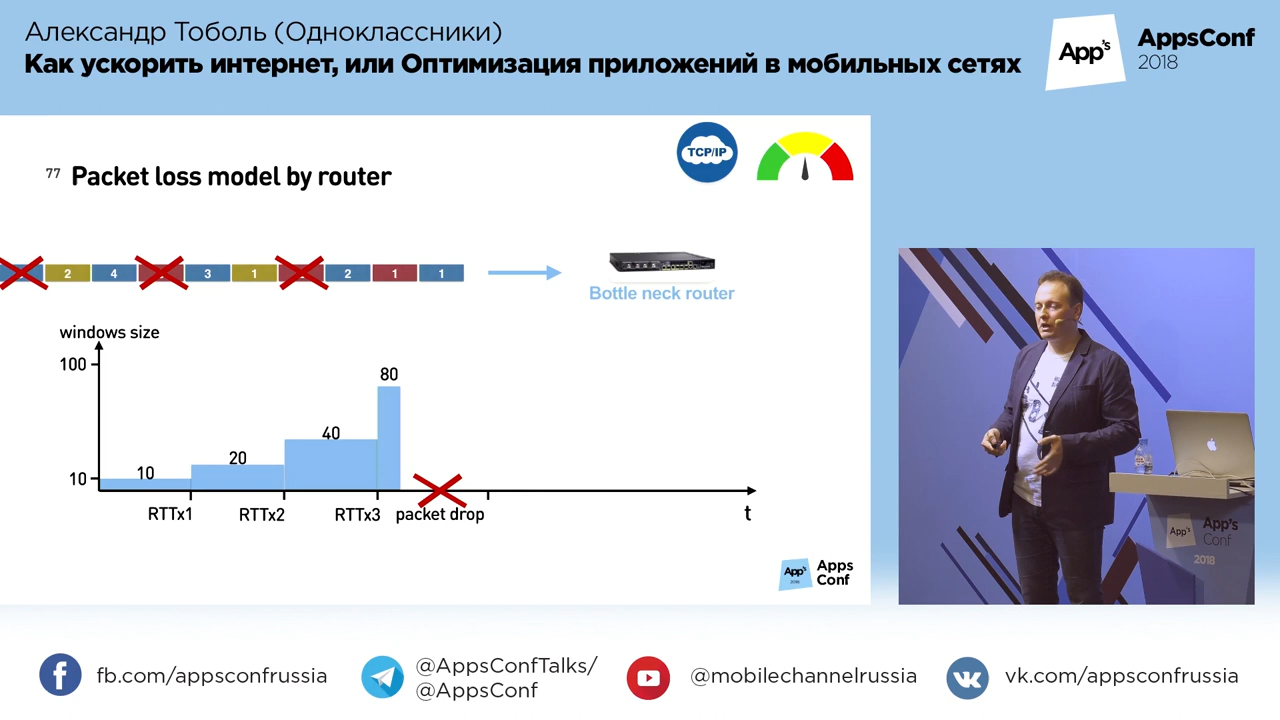 Александр Тоболь (Одноклассники)
Как ускорить интернет, или Оптимизация приложений в мобильных сетях
App's
AppsConf
2018
77 Packet loss model by router
TCP/IP
2 4 3 1 2 1 1
Bottle neck router
windows size
100
80
40
20
10
10
RTTx1 RTTx2 RTTx3 packet drop t
App's
2018
Apps
Conf
App's
App's
Conf
2018
fb.com/appsconfrussia
@AppsConfTalks/
@AppsConf
@mobilechannelrussia
vk.com/appsconfrussia